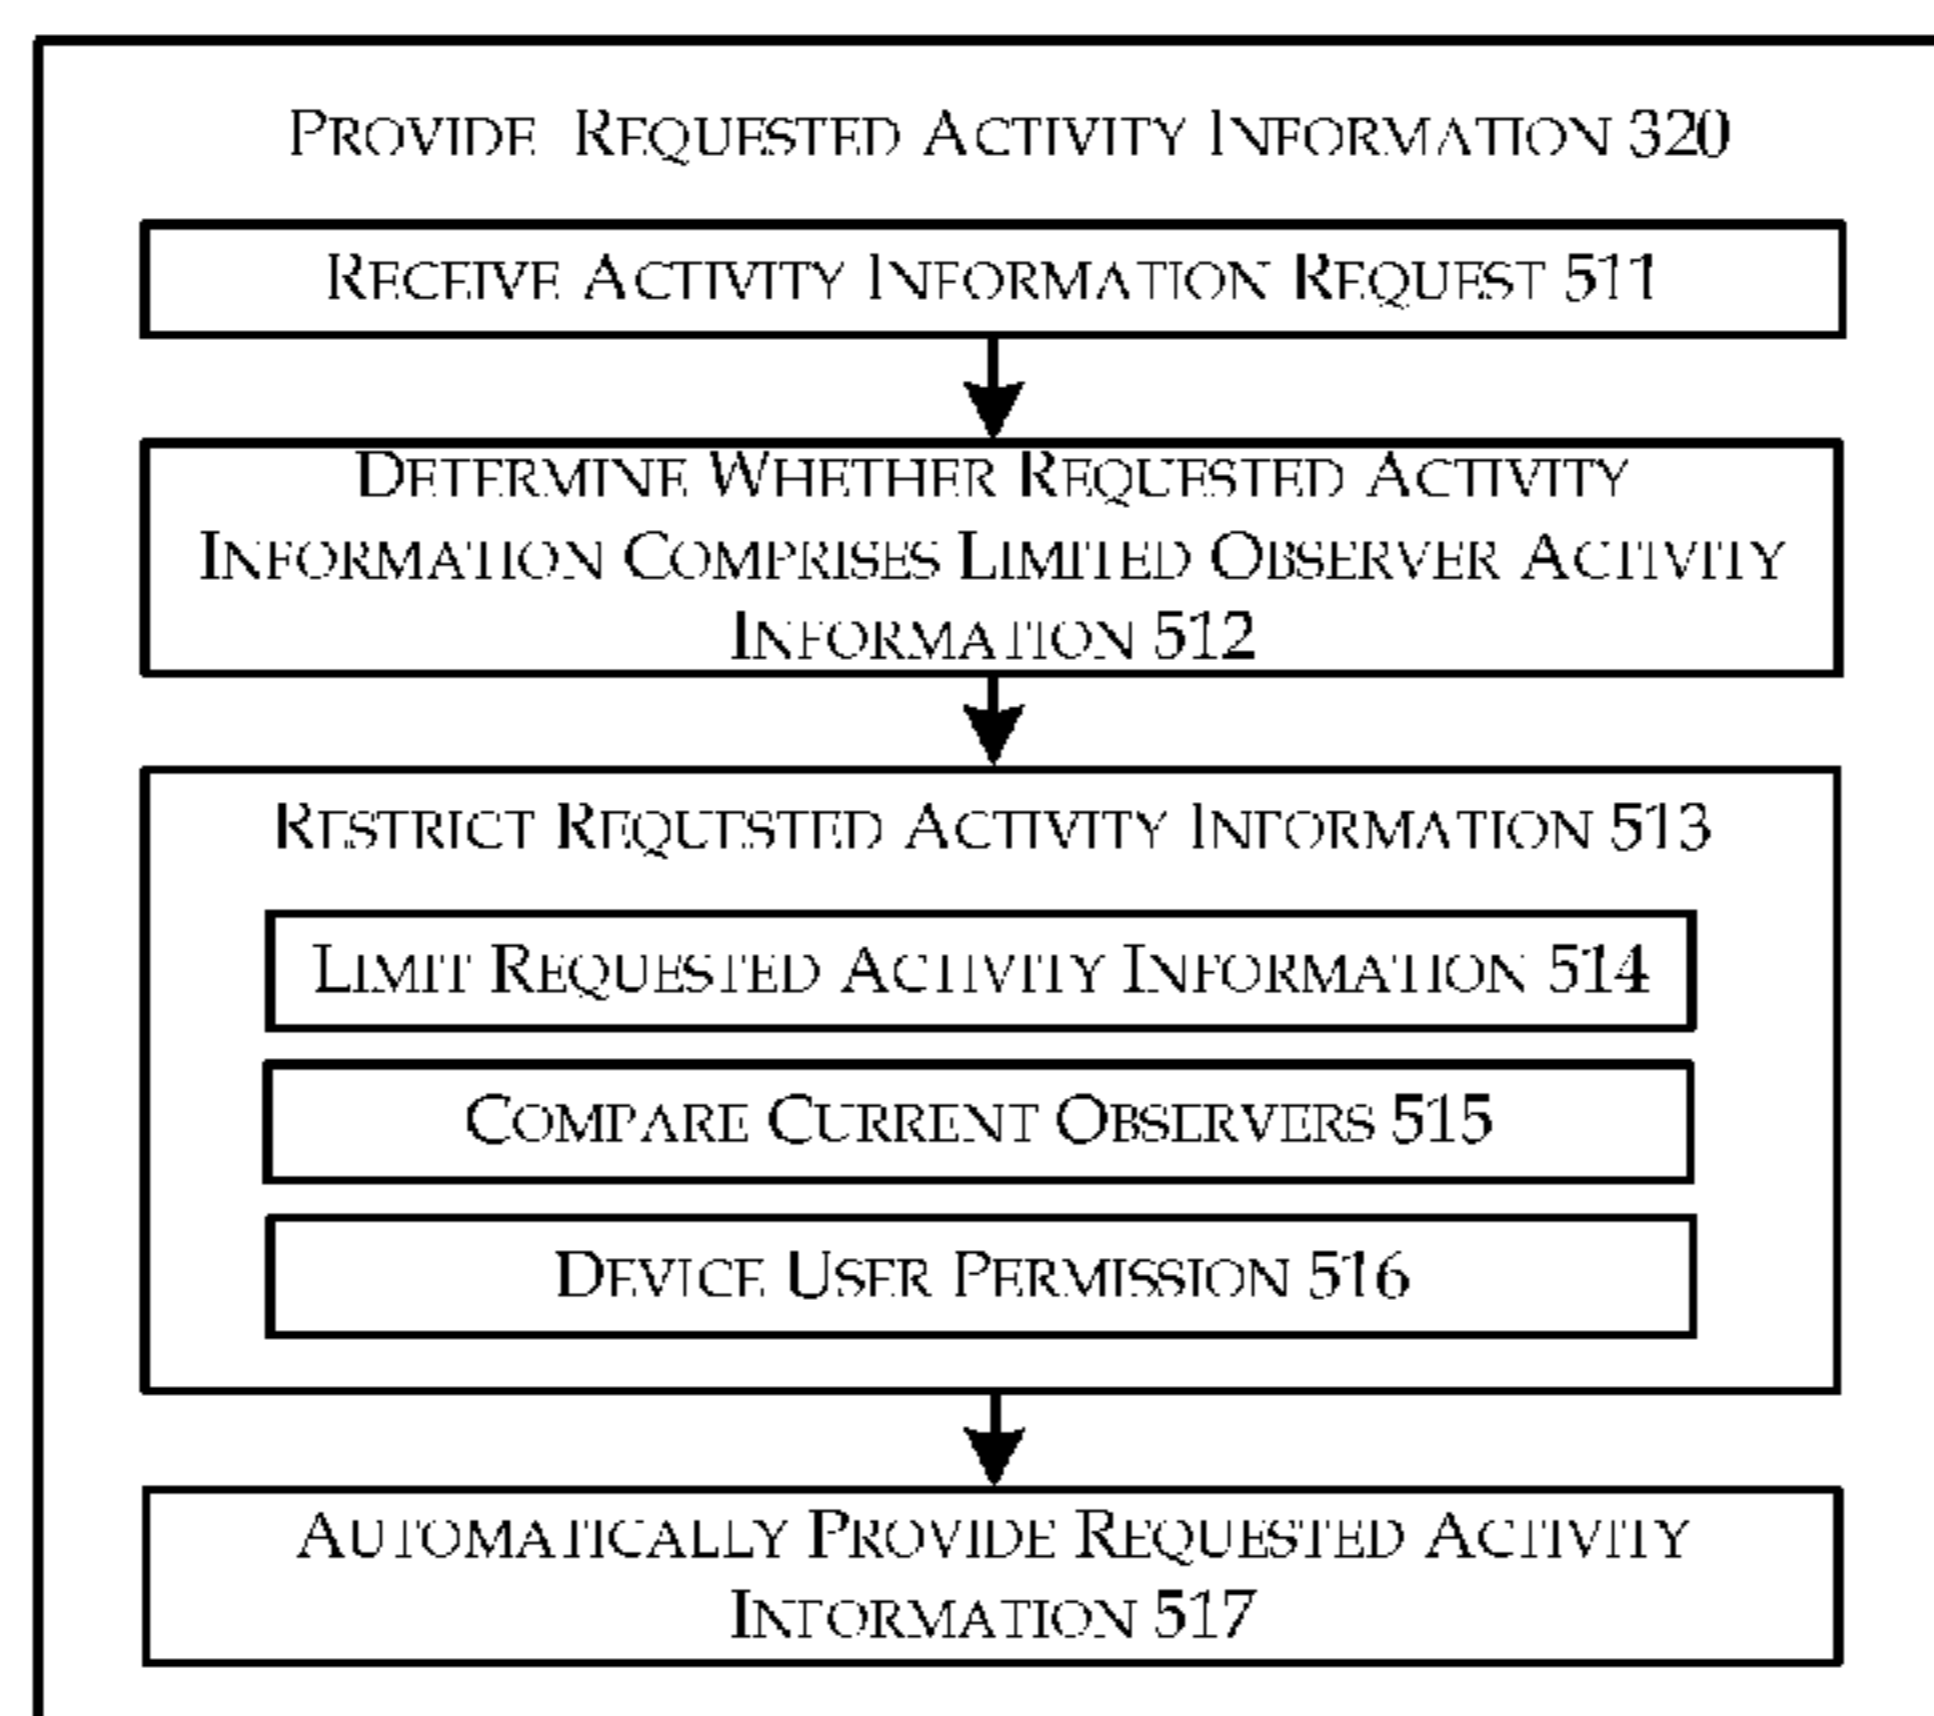 PROVIDE REQUESTED ACTIVITY INFORMATION 320
RECEIVE ACTIVITY INFORMATION REQUEST 511
DETERMINE WHETHER REQUESTED ACTIVITY
INFORMATION COMPRISES LIMITED OBSERVER ACTIVITY
INFORMATION 512
RESTRICT REQUESTED ACTIVITY INFORMATION 513
LIMIT REQUESTED ACTIVITY INFORMATION 514
COMPARE CURRENT OBSERVERS 515
DEVICE USER PERMISSION 516
AUTOMATICALLY PROVIDE REQUESTED ACTIVITY
INFORMATION 517